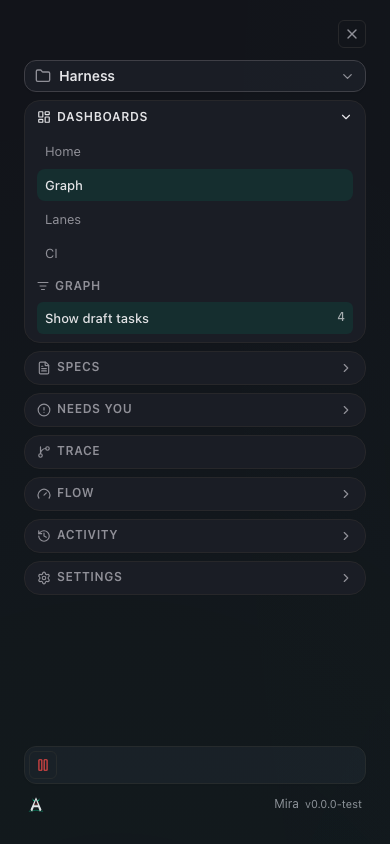 Harness
DASHBOARDS
Home
Graph
Lanes
CI
GRAPH
Show draft tasks 4
SPECS
NEEDS YOU
TRACE
FLOW
ACTIVITY
SETTINGS
Mira v0.0.0-test